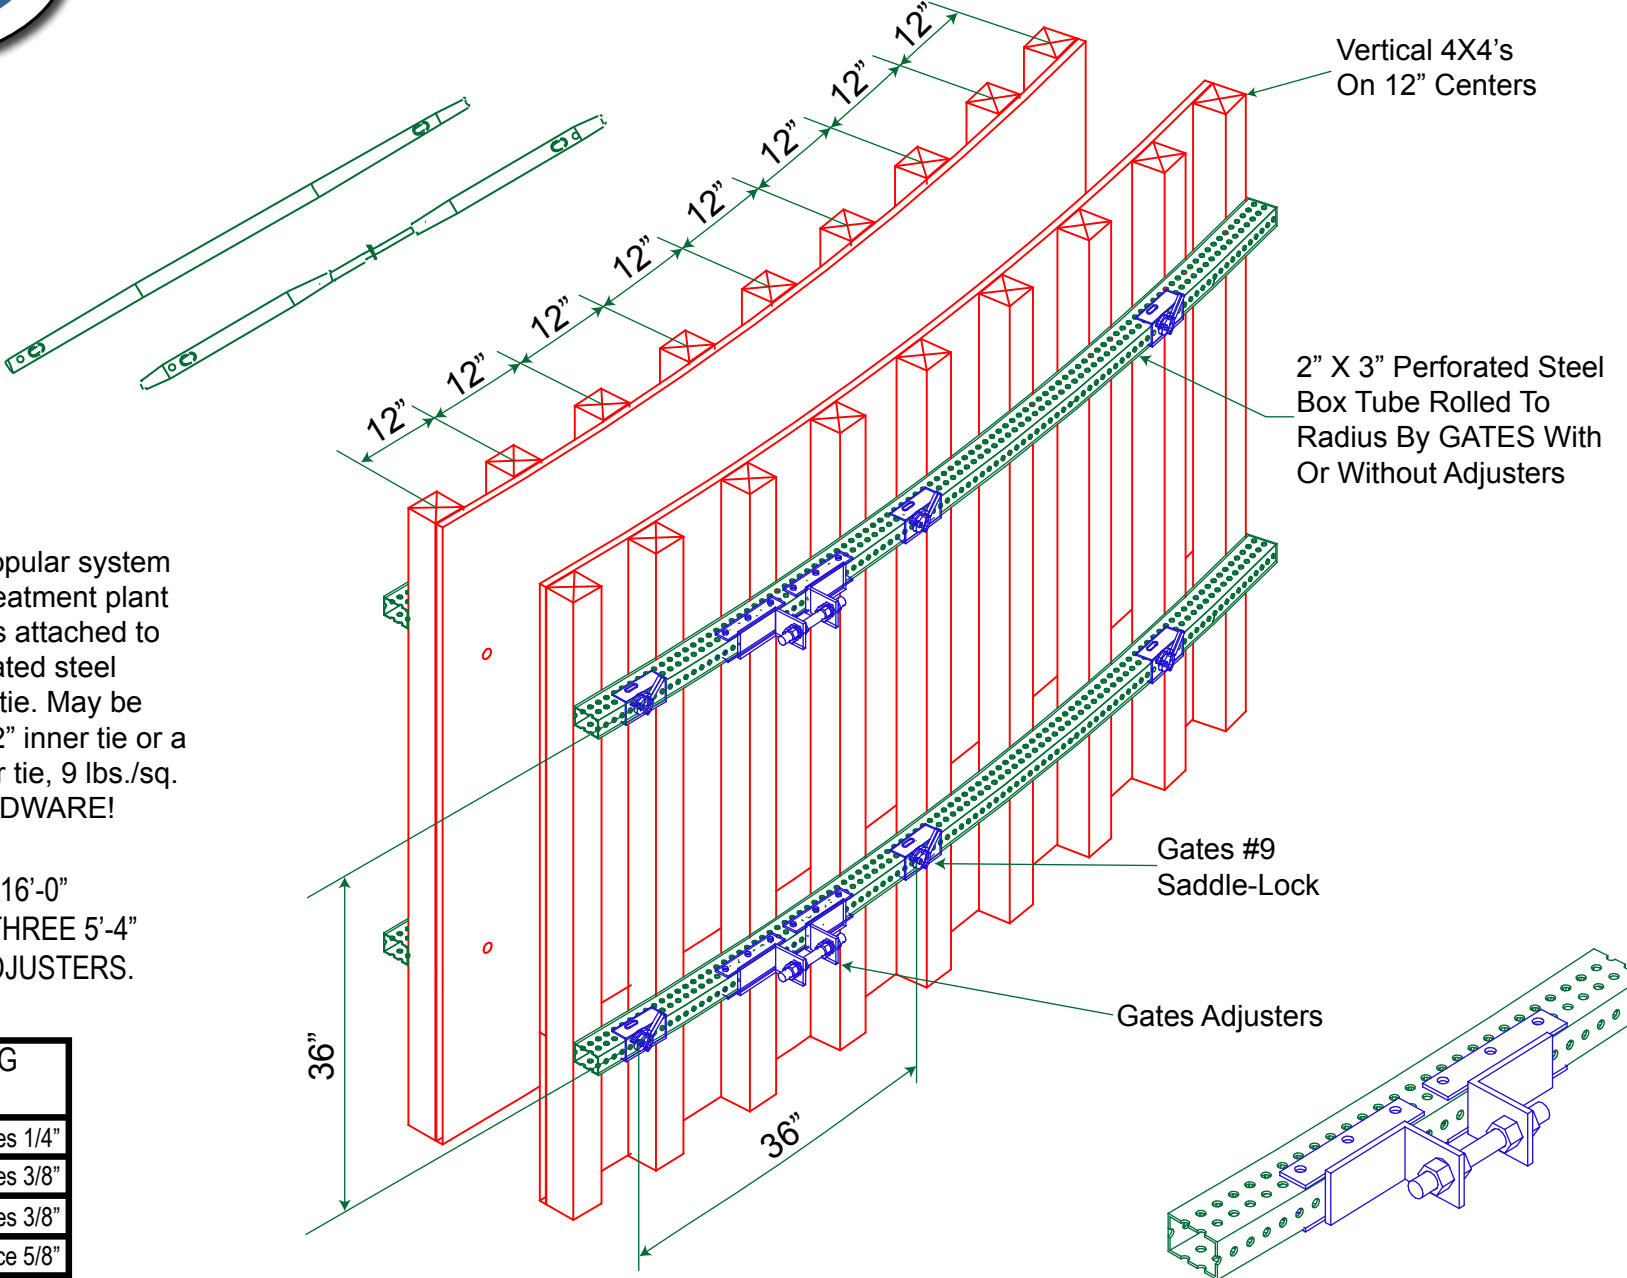 12”
12”
12”
12”
12”
12”
12”
12”
Vertical 4X4’s
On 12” Centers
2” X 3” Perforated Steel
Box Tube Rolled To
Radius By GATES With
Or Without Adjusters
Gates #9
Saddle-Lock
Gates Adjusters
36”
36”
opular system
eatment plant
s attached to
ated steel
tie. May be
2” inner tie or a
r tie, 9 lbs./sq.
DWARE!
16’-0”
THREE 5’-4”
DJUSTERS.
G
es 1/4”
es 3/8”
es 3/8”
ce 5/8”